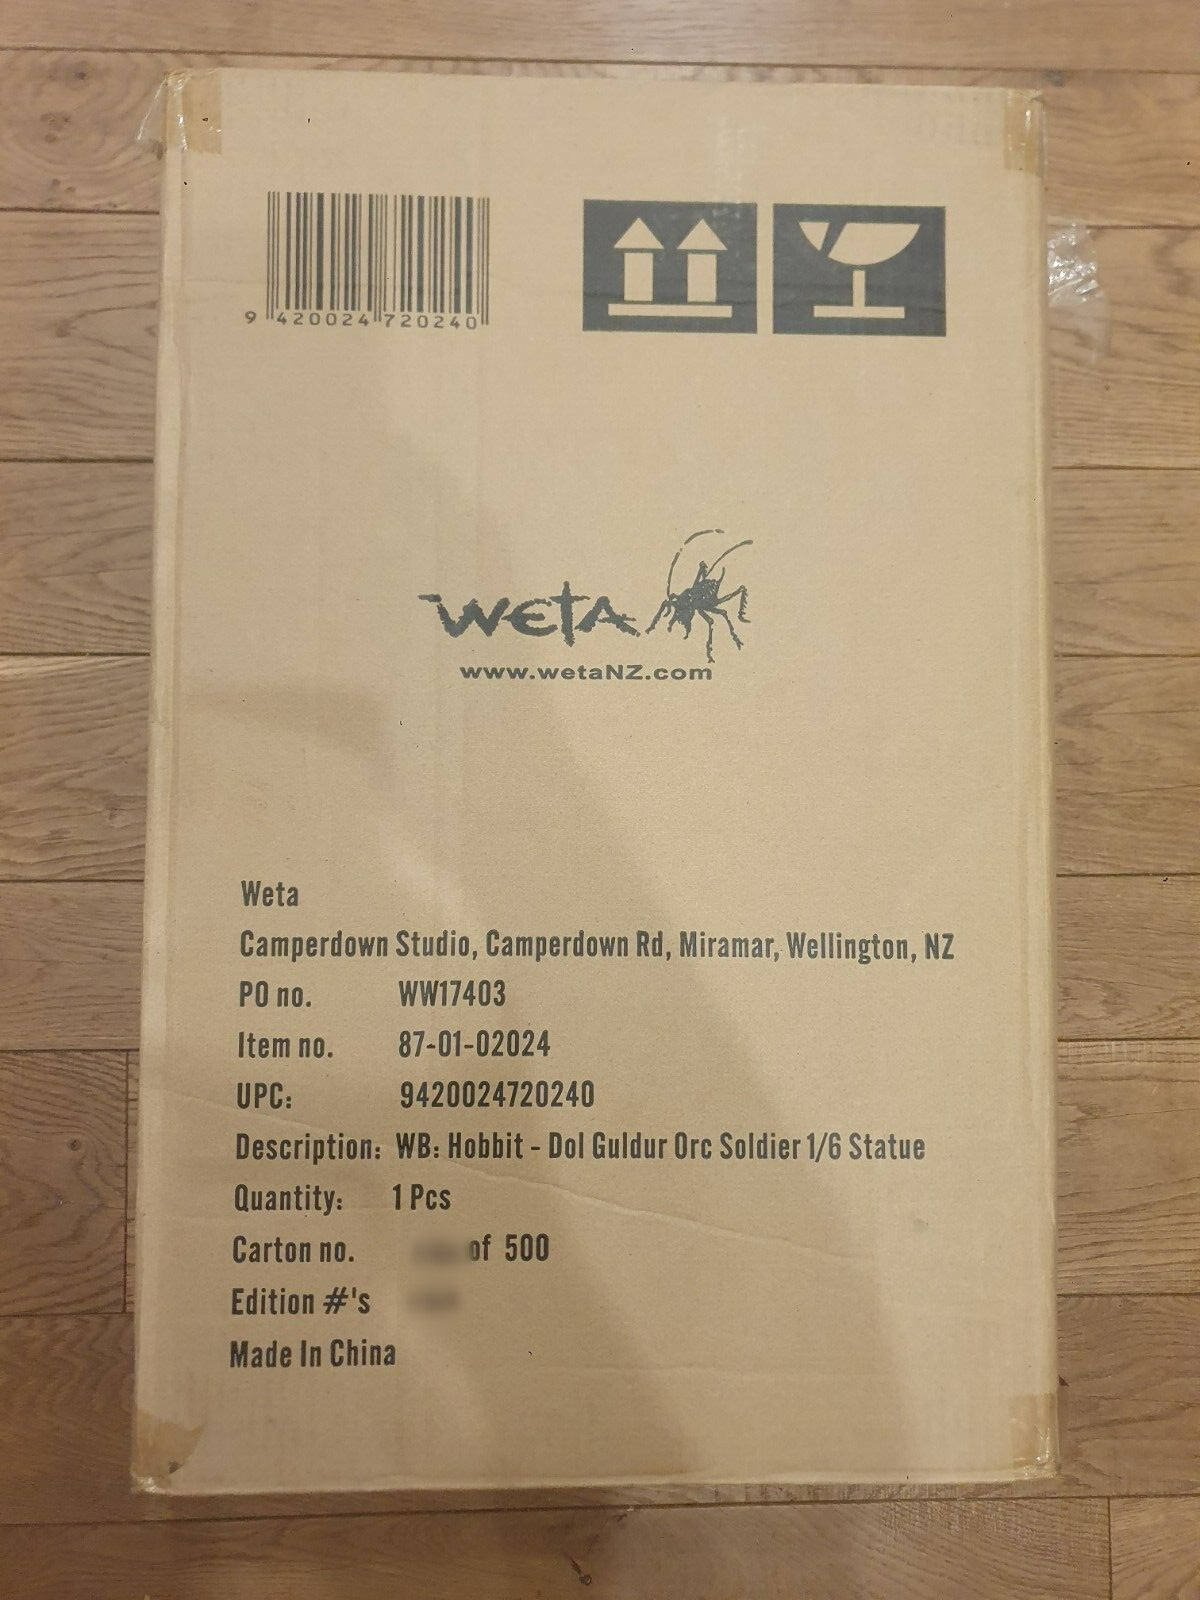 9 420024 720240
WETA
www.wetaNZ.com
Weta
Camperdown Studio, Camperdown Rd, Miramar, Wellington, NZ
PO no. WW17403
Item no. 87-01-02024
UPC: 9420024720240
Description: WB: Hobbit - Dol Guldur Orc Soldier 1/6 Statue
Quantity: 1 Pcs
Carton no. of 500
Edition #'s
Made In China